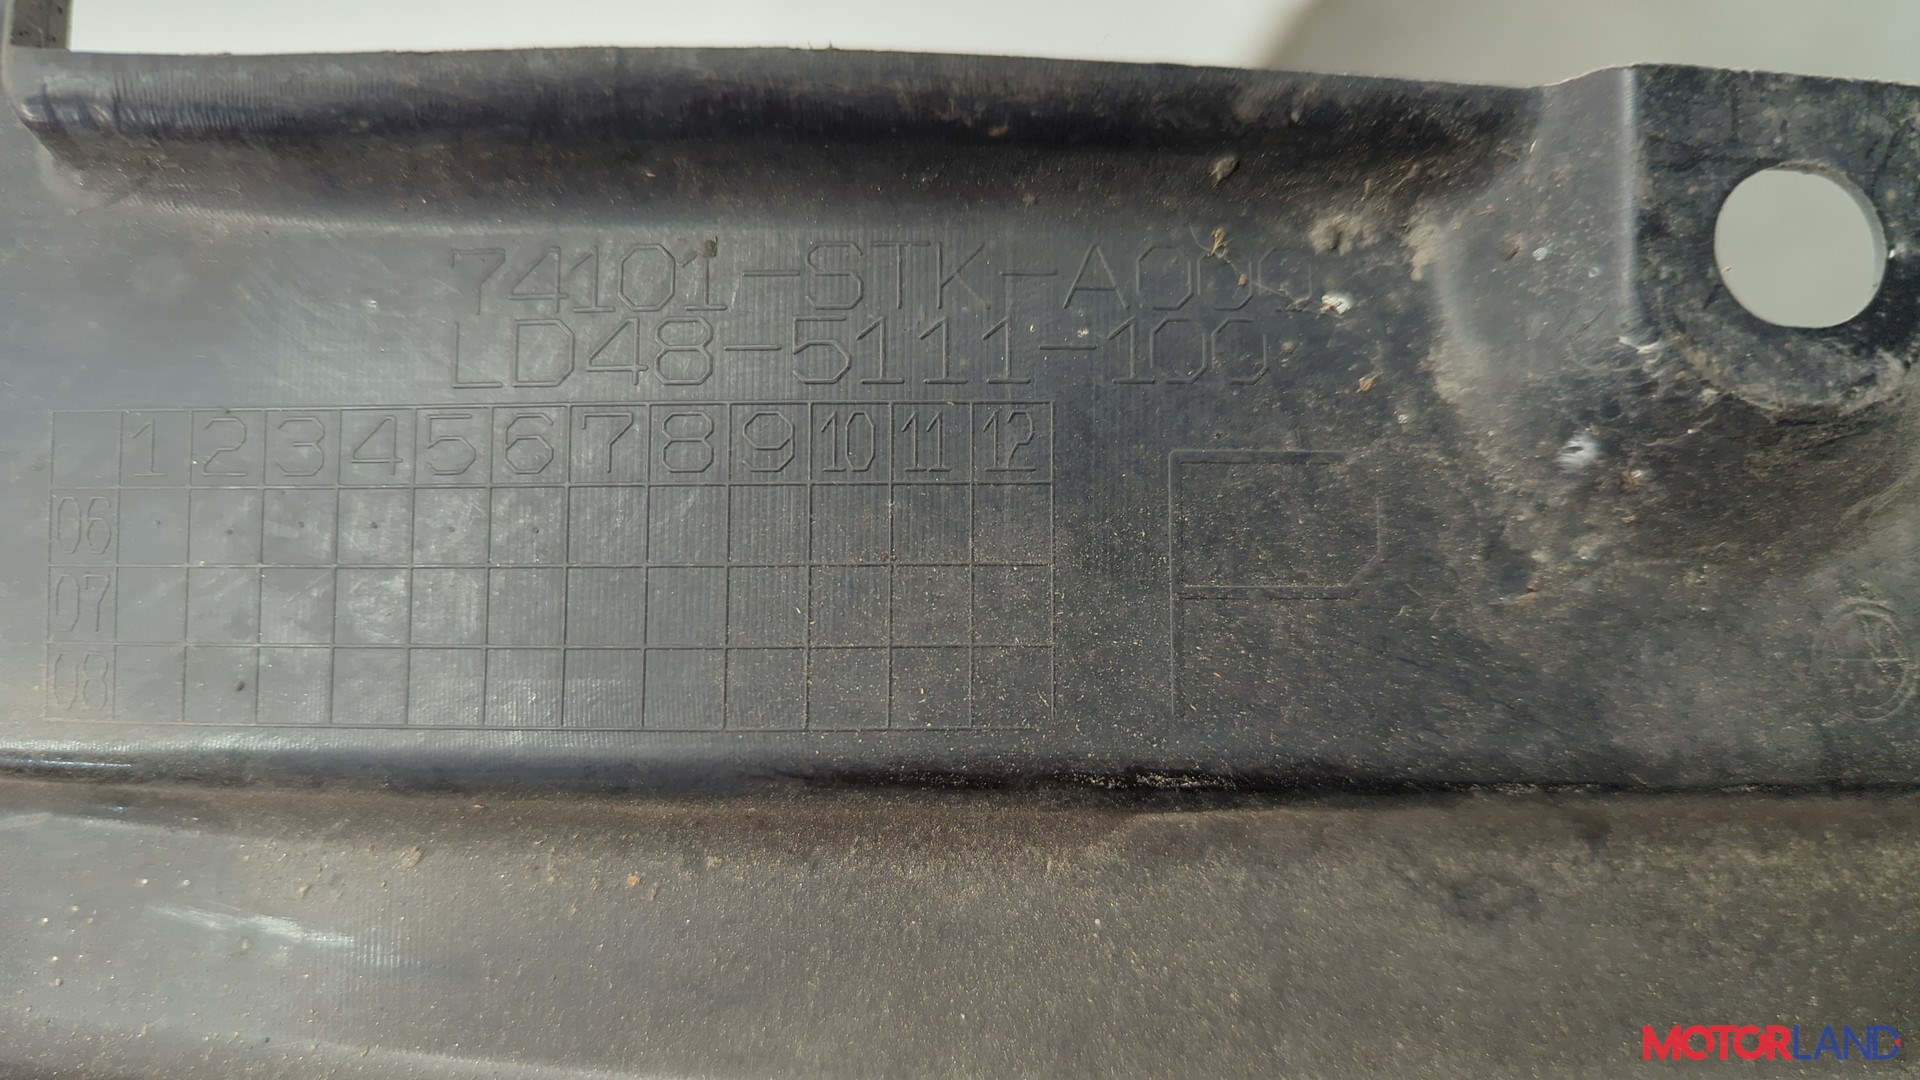 74101-STK-A000
LD48-5111-100
1 2 3 4 5 6 7 8 9 10 11 12
06
07
08
P
MOTORLAND